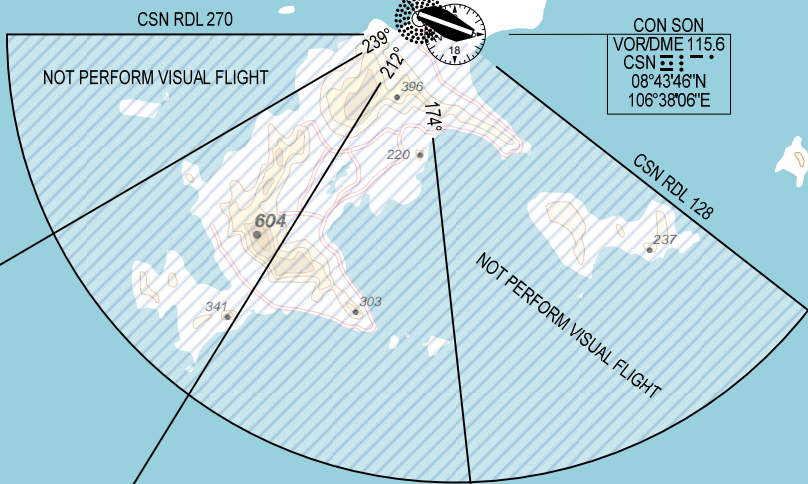 CSN RDL 270
239°
212°
174°
18
CON SON
VOR/DME 115.6
CSN
08°43'46"N
106°38'06"E
NOT PERFORM VISUAL FLIGHT
396
220
CSN RDL 128
604
237
NOT PERFORM VISUAL FLIGHT
341
303